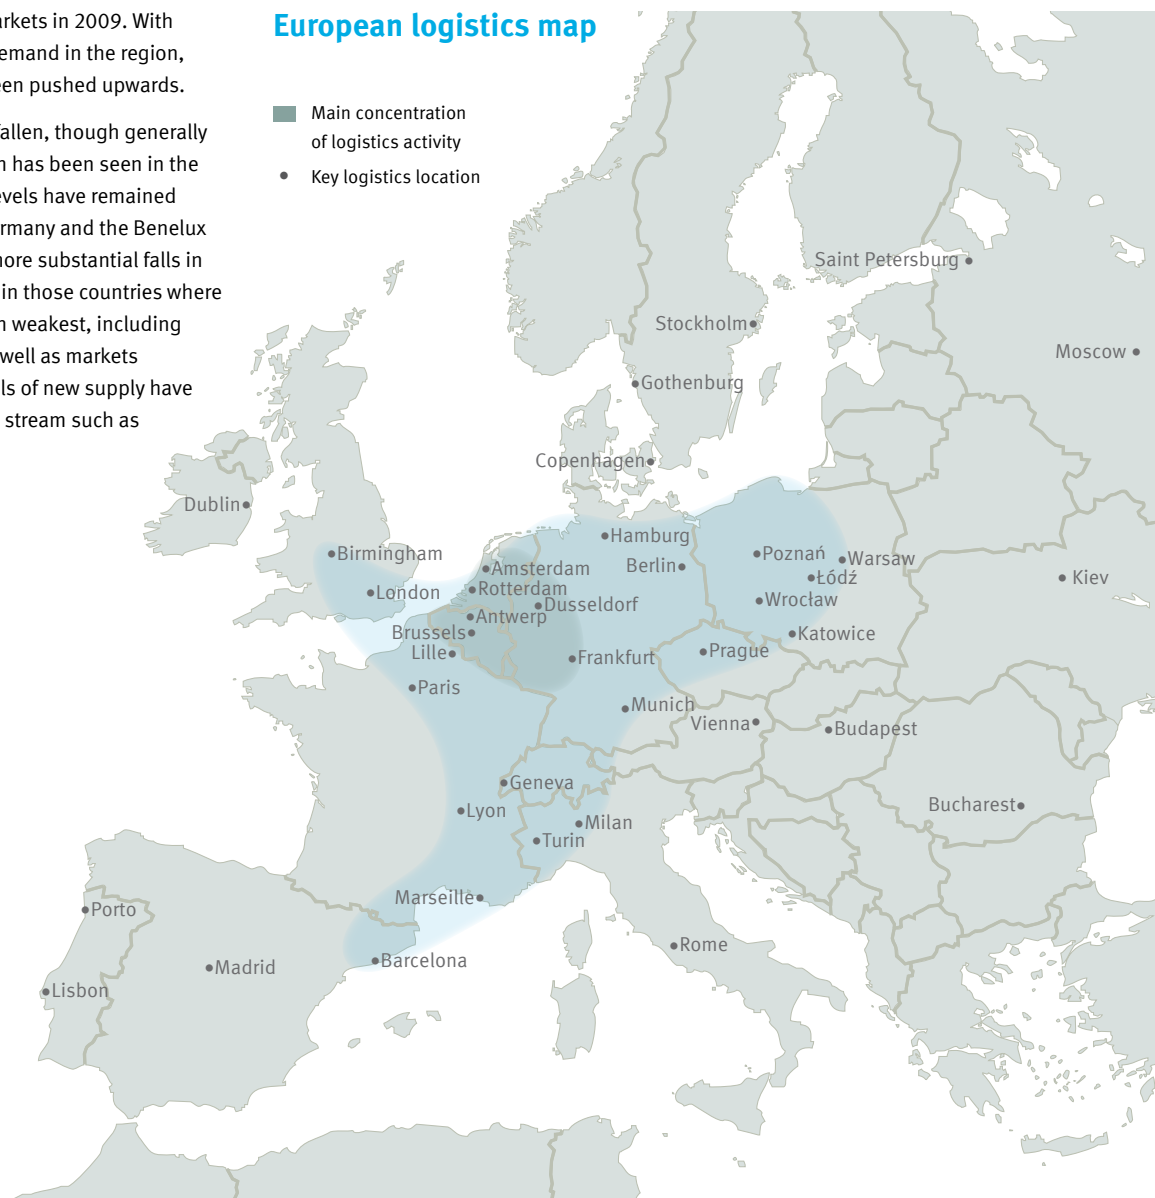 arkets in 2009. With
emand in the region,
een pushed upwards.
fallen, though generally
n has been seen in the
evels have remained
rmany and the Benelux
nore substantial falls in
in those countries where
n weakest, including
well as markets
ls of new supply have
stream such as
European logistics map
Main concentration
of logistics activity
Key logistics location
Saint Petersburg
Stockholm
Moscow
Gothenburg
Copenhagen
Dublin
Hamburg
Birmingham
Poznań
Warsaw
Berlin
Amsterdam
Łódź
Kiev
Rotterdam
London
Wrocław
Dusseldorf
Antwerp
Brussels
Katowice
Lille
Prague
Frankfurt
Paris
Munich
Vienna
Budapest
Geneva
Bucharest
Lyon
Milan
Turin
Marseille
Porto
Rome
Barcelona
Madrid
Lisbon